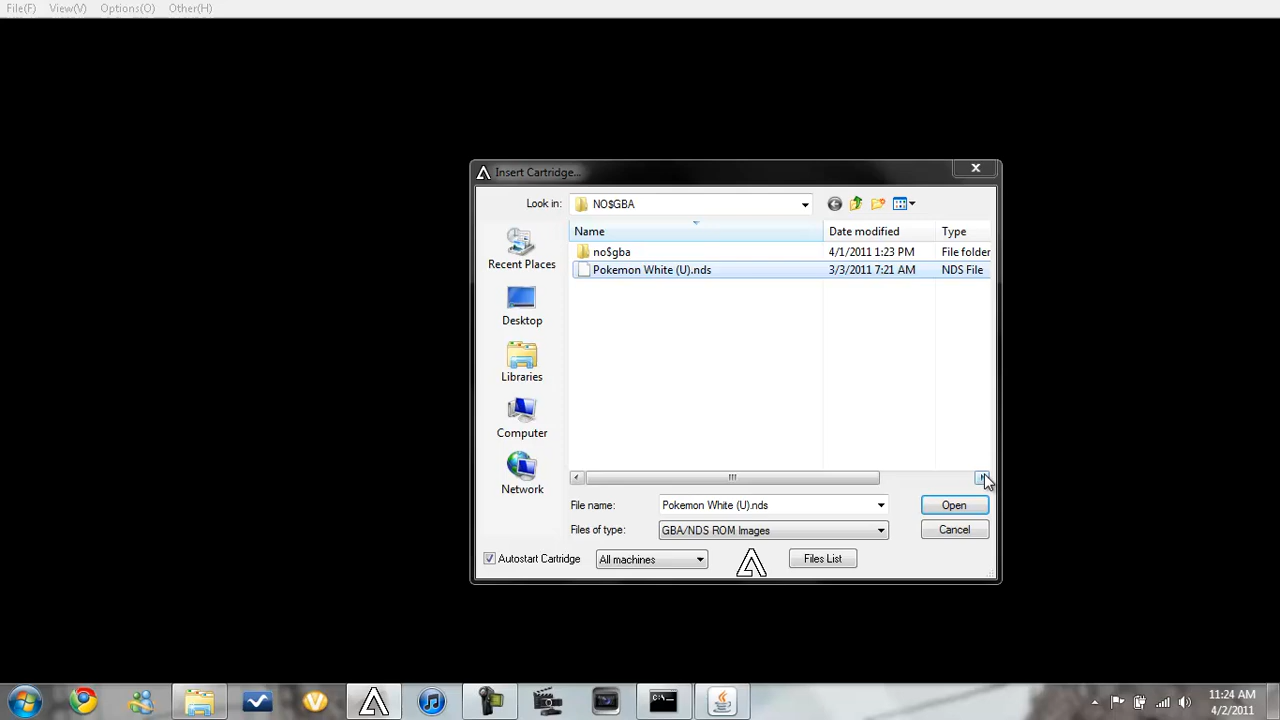 File(F) View(V) Options(O) Other(H)
Insert Cartridge...
Look in: NO$GBA
Name Date modified Type
no$gba 4/1/2011 1:23 PM File folder
Pokemon White (U).nds 3/3/2011 7:21 AM NDS File
Recent Places
Desktop
Libraries
Computer
Network
File name: Pokemon White (U).nds Open
Files of type: GBA/NDS ROM Images Cancel
Autostart Cartridge All machines Files List
C:\.
11:24 AM
4/2/2011